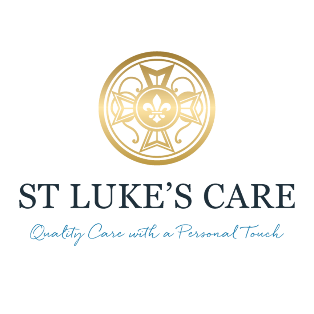 ST LUKE'S CARE
Quality Care with a Personal Touch